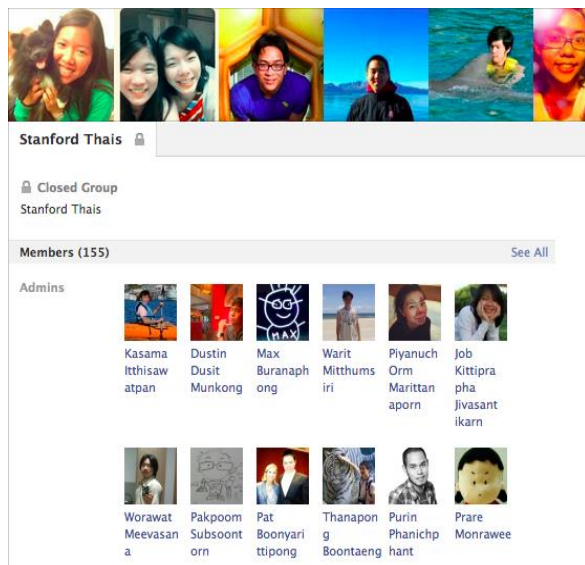 Stanford Thais
Closed Group
Stanford Thais
Members (155) See All
Admins
Kasama Dustin Max Warit Piyanuch Job
Itthisaw Dusit Buranaph Mitthums Orm Kittipra
atpan Munkong ong iri Marittan pha
aporn Jivasant
ikarn
MAX
Worawat Pakpoom Pat Thanapon Purin Prare
Meevasan Subsoont Boonyari g Phanichp Monrawee
a orn ttipong Boontaeng hant